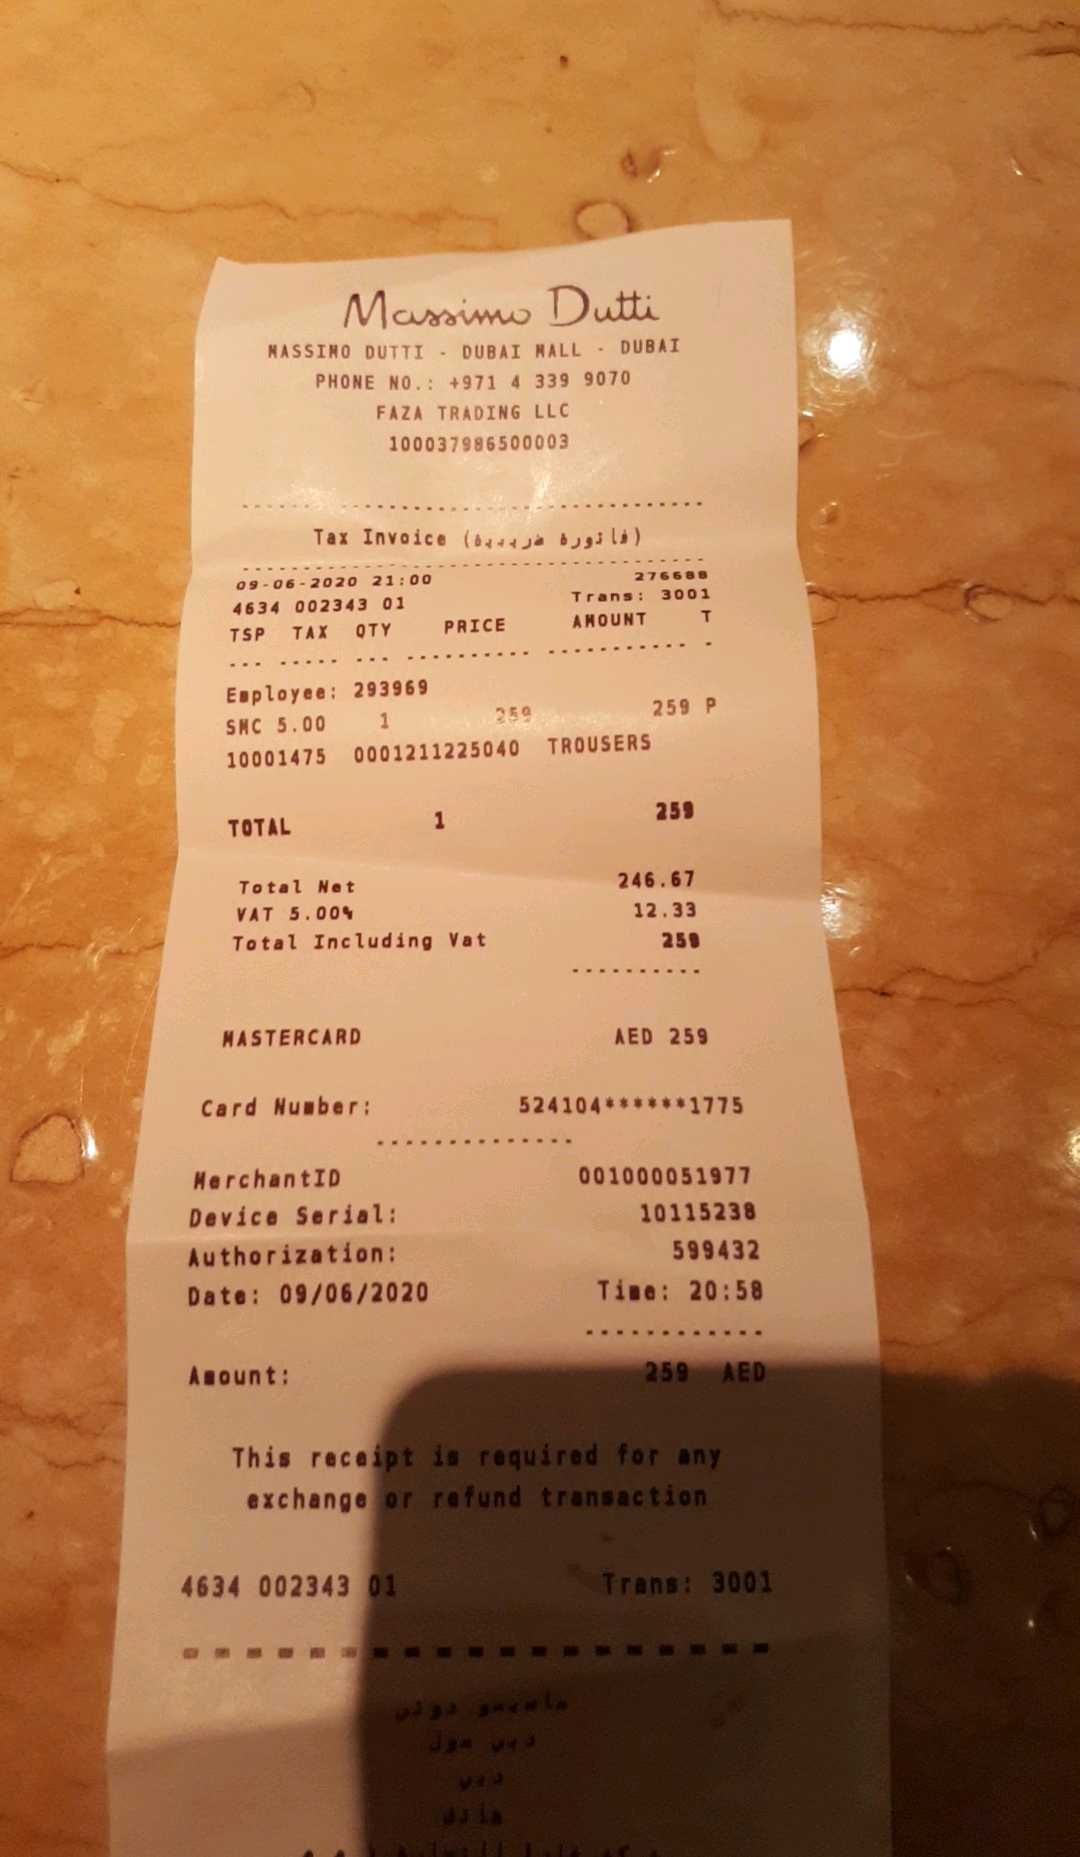 Massimo Dutti
MASSIMO DUTTI - DUBAI MALL - DUBAI
PHONE NO.: +971 4 339 9070
FAZA TRADING LLC
100037986500003
Tax Invoice (فاتورة ضريبية)
09-06-2020 21:00 276688
4634 002343 01 Trans: 3001
TSP TAX QTY PRICE AMOUNT T
Employee: 293969
SMC 5.00 1 259 259 P
10001475 0001211225040 TROUSERS
TOTAL 1 259
Total Net 246.67
VAT 5.00% 12.33
Total Including Vat 259
MASTERCARD AED 259
Card Number: 524104******1775
MerchantID 001000051977
Device Serial: 10115238
Authorization: 599432
Date: 09/06/2020 Time: 20:58
Amount: 259 AED
This receipt is required for any
exchange or refund transaction
4634 002343 01 Trans: 3001
ماسيمو دوتي
دبي مول
دبي